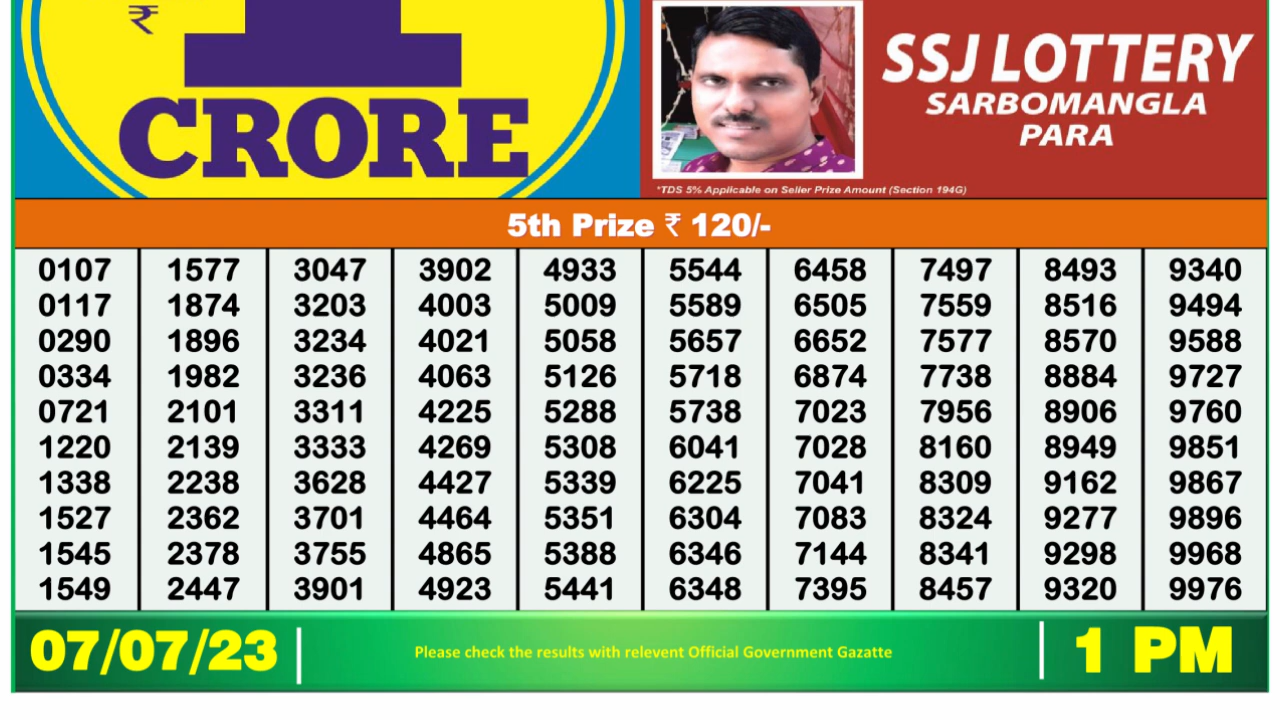 ₹ 1
CRORE
SSJ LOTTERY
SARBOMANGLA
PARA
*TDS 5% Applicable on Seller Prize Amount (Section 194G)
5th Prize ₹ 120/-
0107 1577 3047 3902 4933 5544 6458 7497 8493 9340
0117 1874 3203 4003 5009 5589 6505 7559 8516 9494
0290 1896 3234 4021 5058 5657 6652 7577 8570 9588
0334 1982 3236 4063 5126 5718 6874 7738 8884 9727
0721 2101 3311 4225 5288 5738 7023 7956 8906 9760
1220 2139 3333 4269 5308 6041 7028 8160 8949 9851
1338 2238 3628 4427 5339 6225 7041 8309 9162 9867
1527 2362 3701 4464 5351 6304 7083 8324 9277 9896
1545 2378 3755 4865 5388 6346 7144 8341 9298 9968
1549 2447 3901 4923 5441 6348 7395 8457 9320 9976
07/07/23 Please check the results with relevent Official Government Gazatte 1 PM